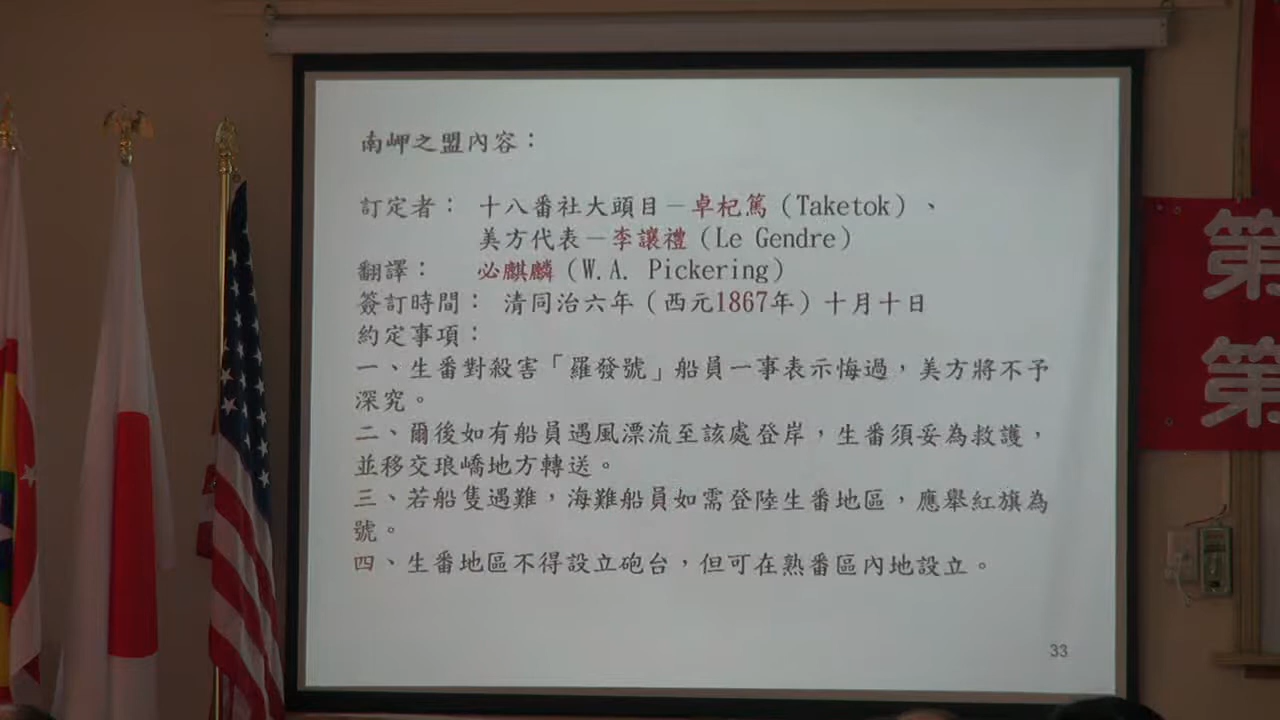 南岬之盟內容：
訂定者： 十八番社大頭目－卓杞篤（Taketok）、
美方代表－李讓禮（Le Gendre）
翻譯： 必麒麟（W.A. Pickering）
簽訂時間： 清同治六年（西元1867年）十月十日
約定事項：
一、生番對殺害「羅發號」船員一事表示悔過，美方將不予
深究。
二、爾後如有船員遇風漂流至該處登岸，生番須妥為救護，
並移交琅嶠地方轉送。
三、若船隻遇難，海難船員如需登陸生番地區，應舉紅旗為
號。
四、生番地區不得設立砲台，但可在熟番區內地設立。
33
第
第